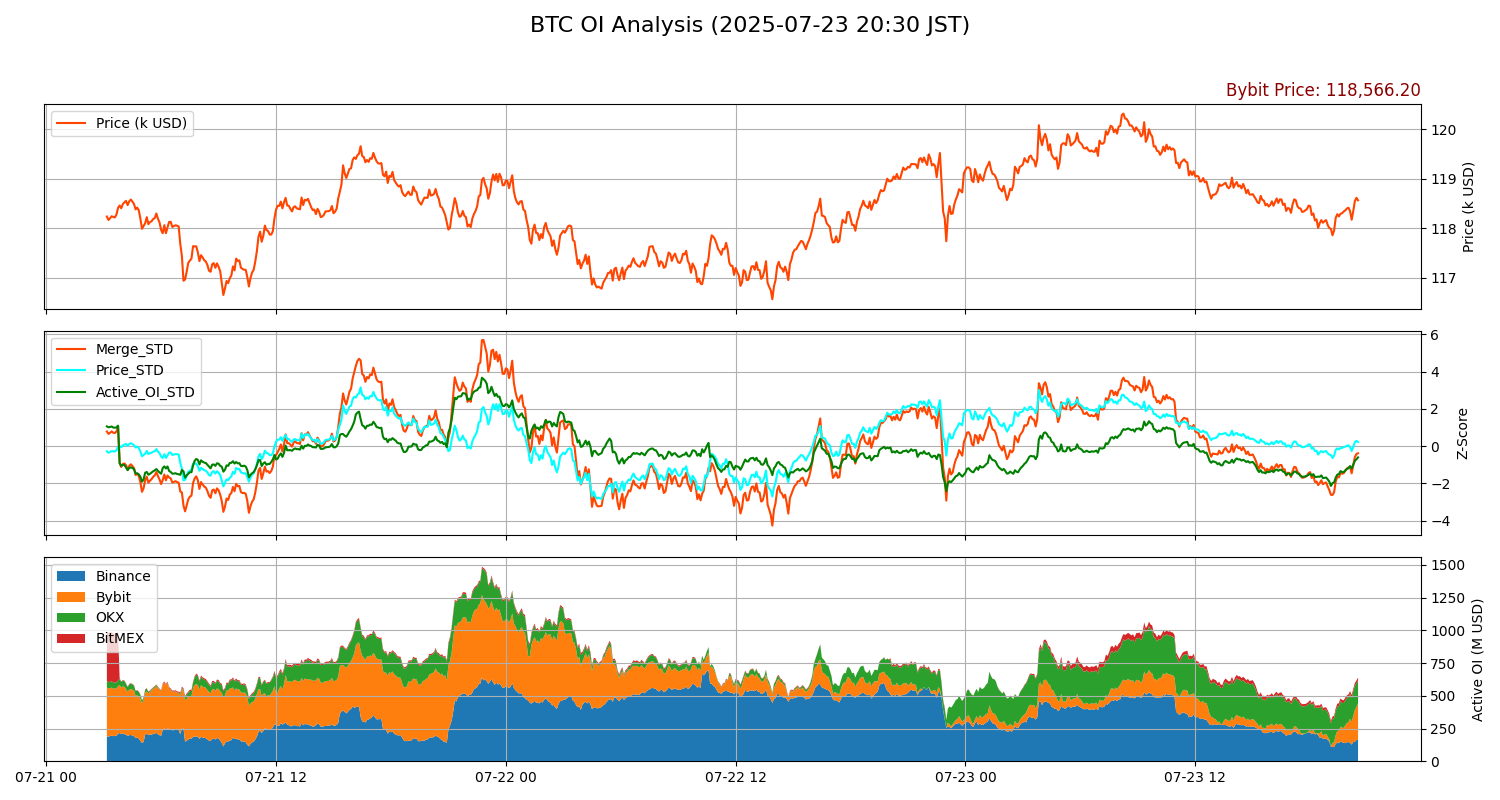 BTC OI Analysis (2025-07-23 20:30 JST)
Bybit Price: 118,566.20
Price (k USD)
120
119
118
117
Price (k USD)
Merge_STD
Price_STD
Active_OI_STD
6
4
2
0
−2
−4
Z-Score
Binance
Bybit
OKX
BitMEX
1500
1250
1000
750
500
250
0
Active OI (M USD)
07-21 00
07-21 12
07-22 00
07-22 12
07-23 00
07-23 12